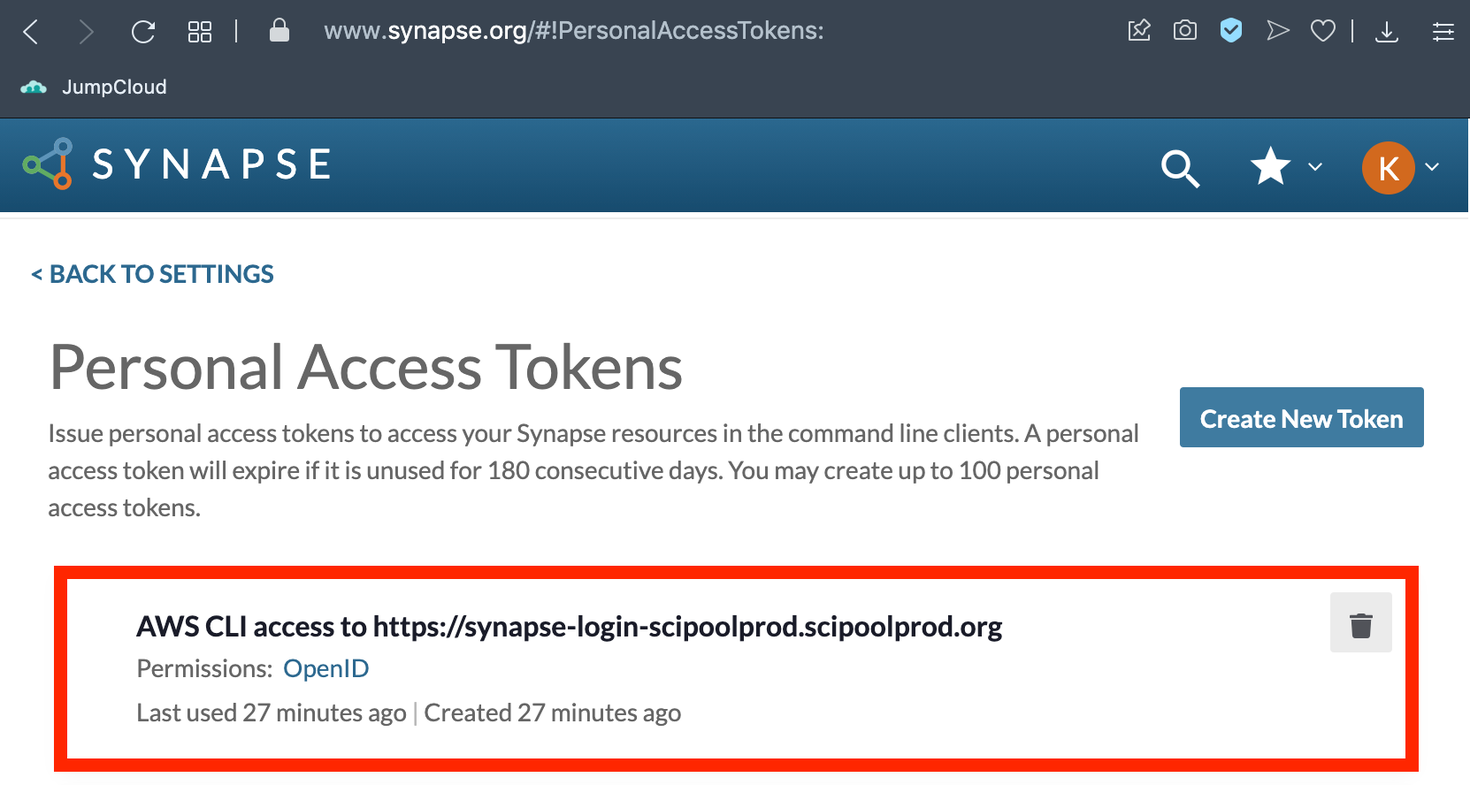 www.synapse.org/#!PersonalAccessTokens:
JumpCloud
SYNAPSE
K
< BACK TO SETTINGS
Personal Access Tokens
Create New Token
Issue personal access tokens to access your Synapse resources in the command line clients. A personal
access token will expire if it is unused for 180 consecutive days. You may create up to 100 personal
access tokens.
AWS CLI access to https://synapse-login-scipoolprod.scipoolprod.org
Permissions: OpenID
Last used 27 minutes ago | Created 27 minutes ago